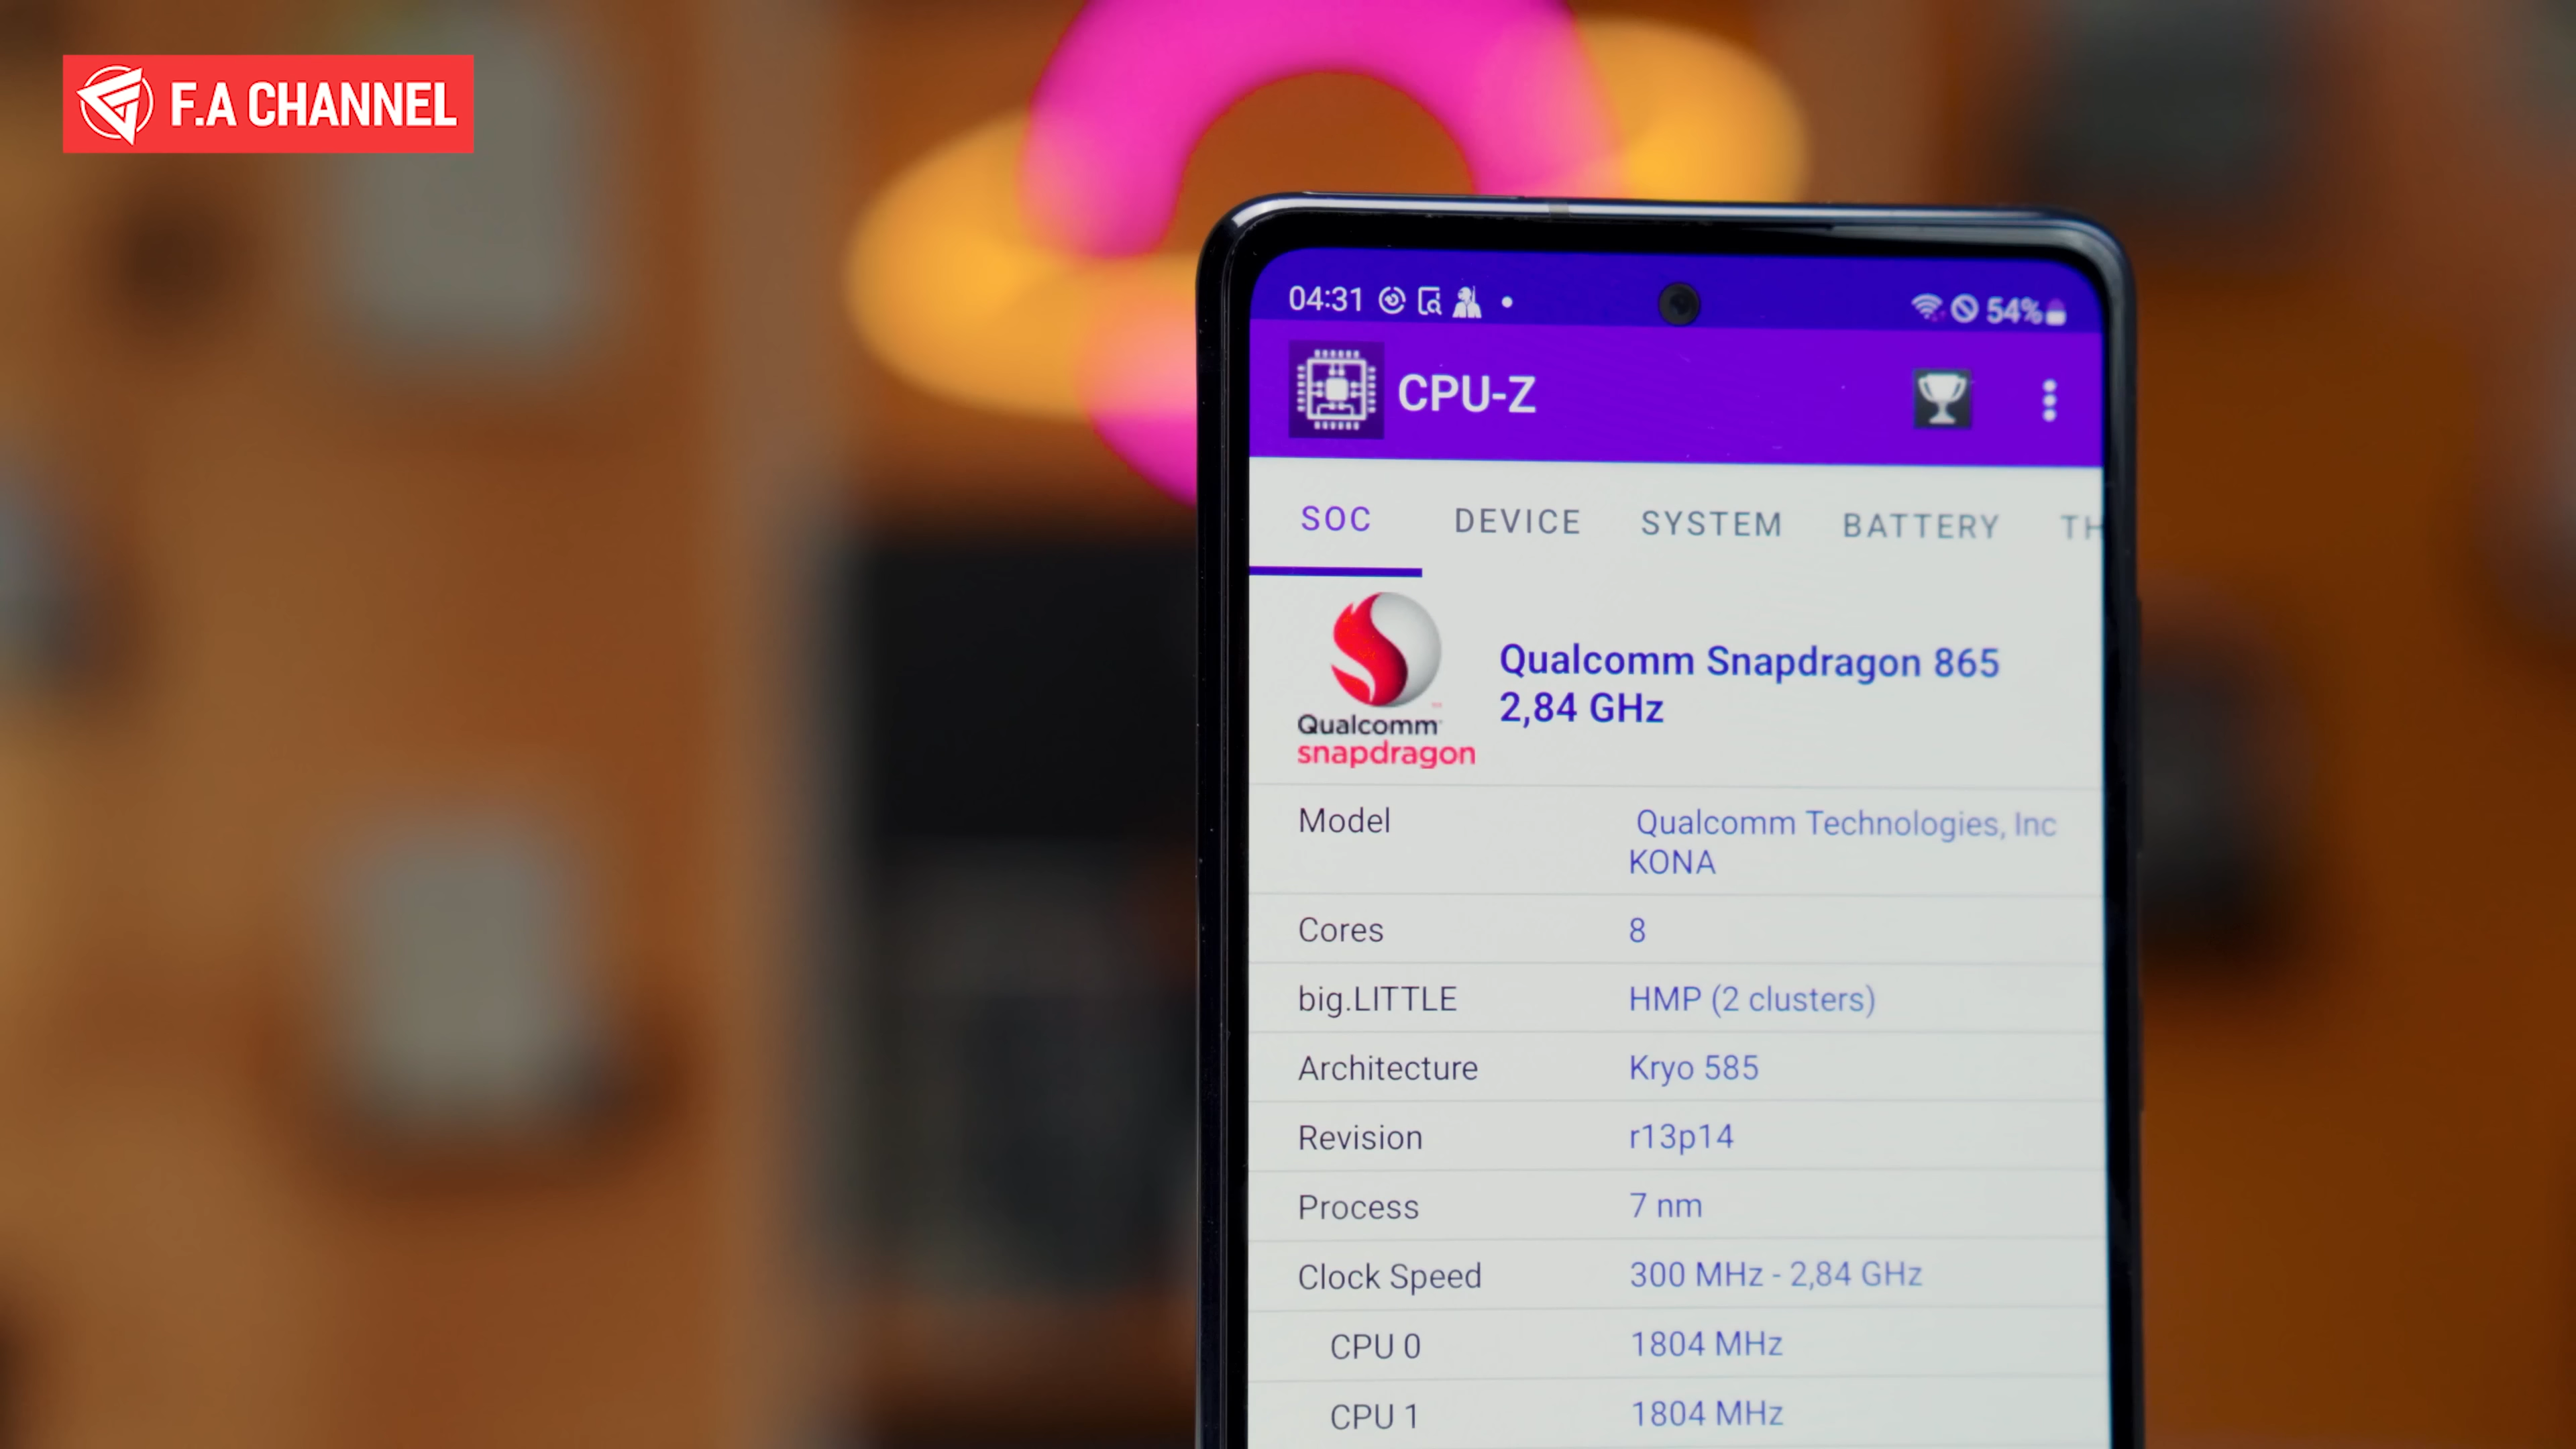 F.A CHANNEL
04:31
54%
CPU-Z
SOC DEVICE SYSTEM BATTERY TH
Qualcomm Snapdragon 865
2,84 GHz
Qualcomm
snapdragon
Model Qualcomm Technologies, Inc
KONA
Cores 8
big.LITTLE HMP (2 clusters)
Architecture Kryo 585
Revision r13p14
Process 7 nm
Clock Speed 300 MHz - 2,84 GHz
CPU 0 1804 MHz
CPU 1 1804 MHz